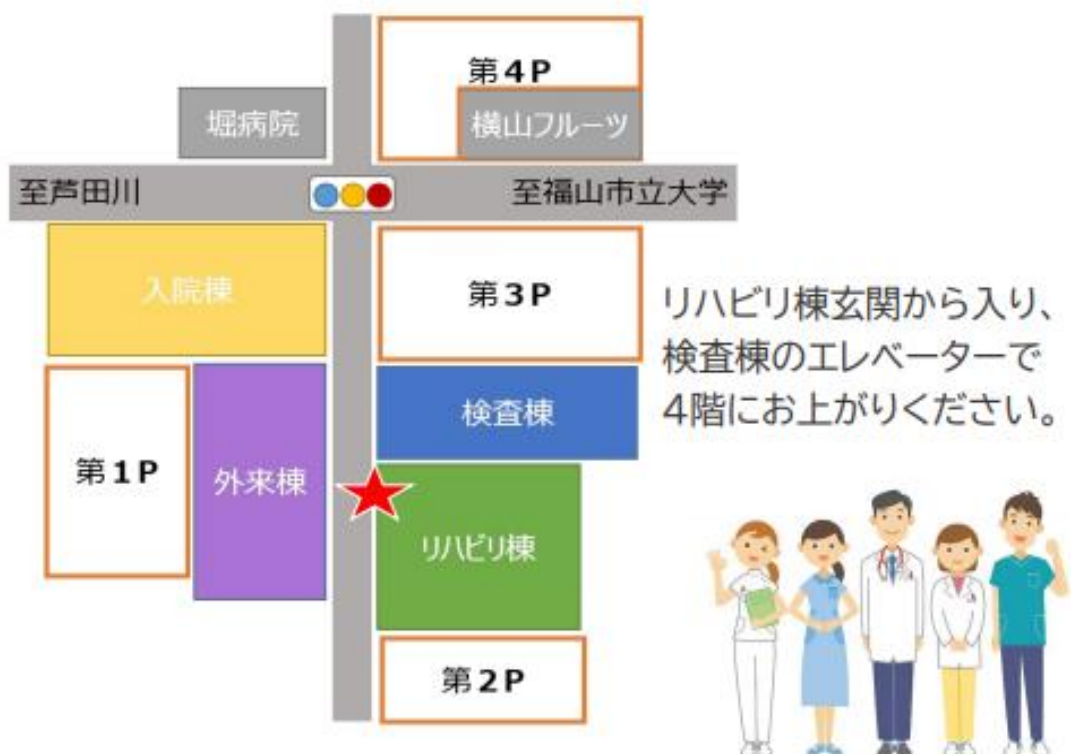 第4P
堀病院
横山フルーツ
至芦田川
至福山市立大学
入院棟
第3P
リハビリ棟玄関から入り、
検査棟のエレベーターで
4階にお上がりください。
検査棟
第1P
外来棟
リハビリ棟
第2P